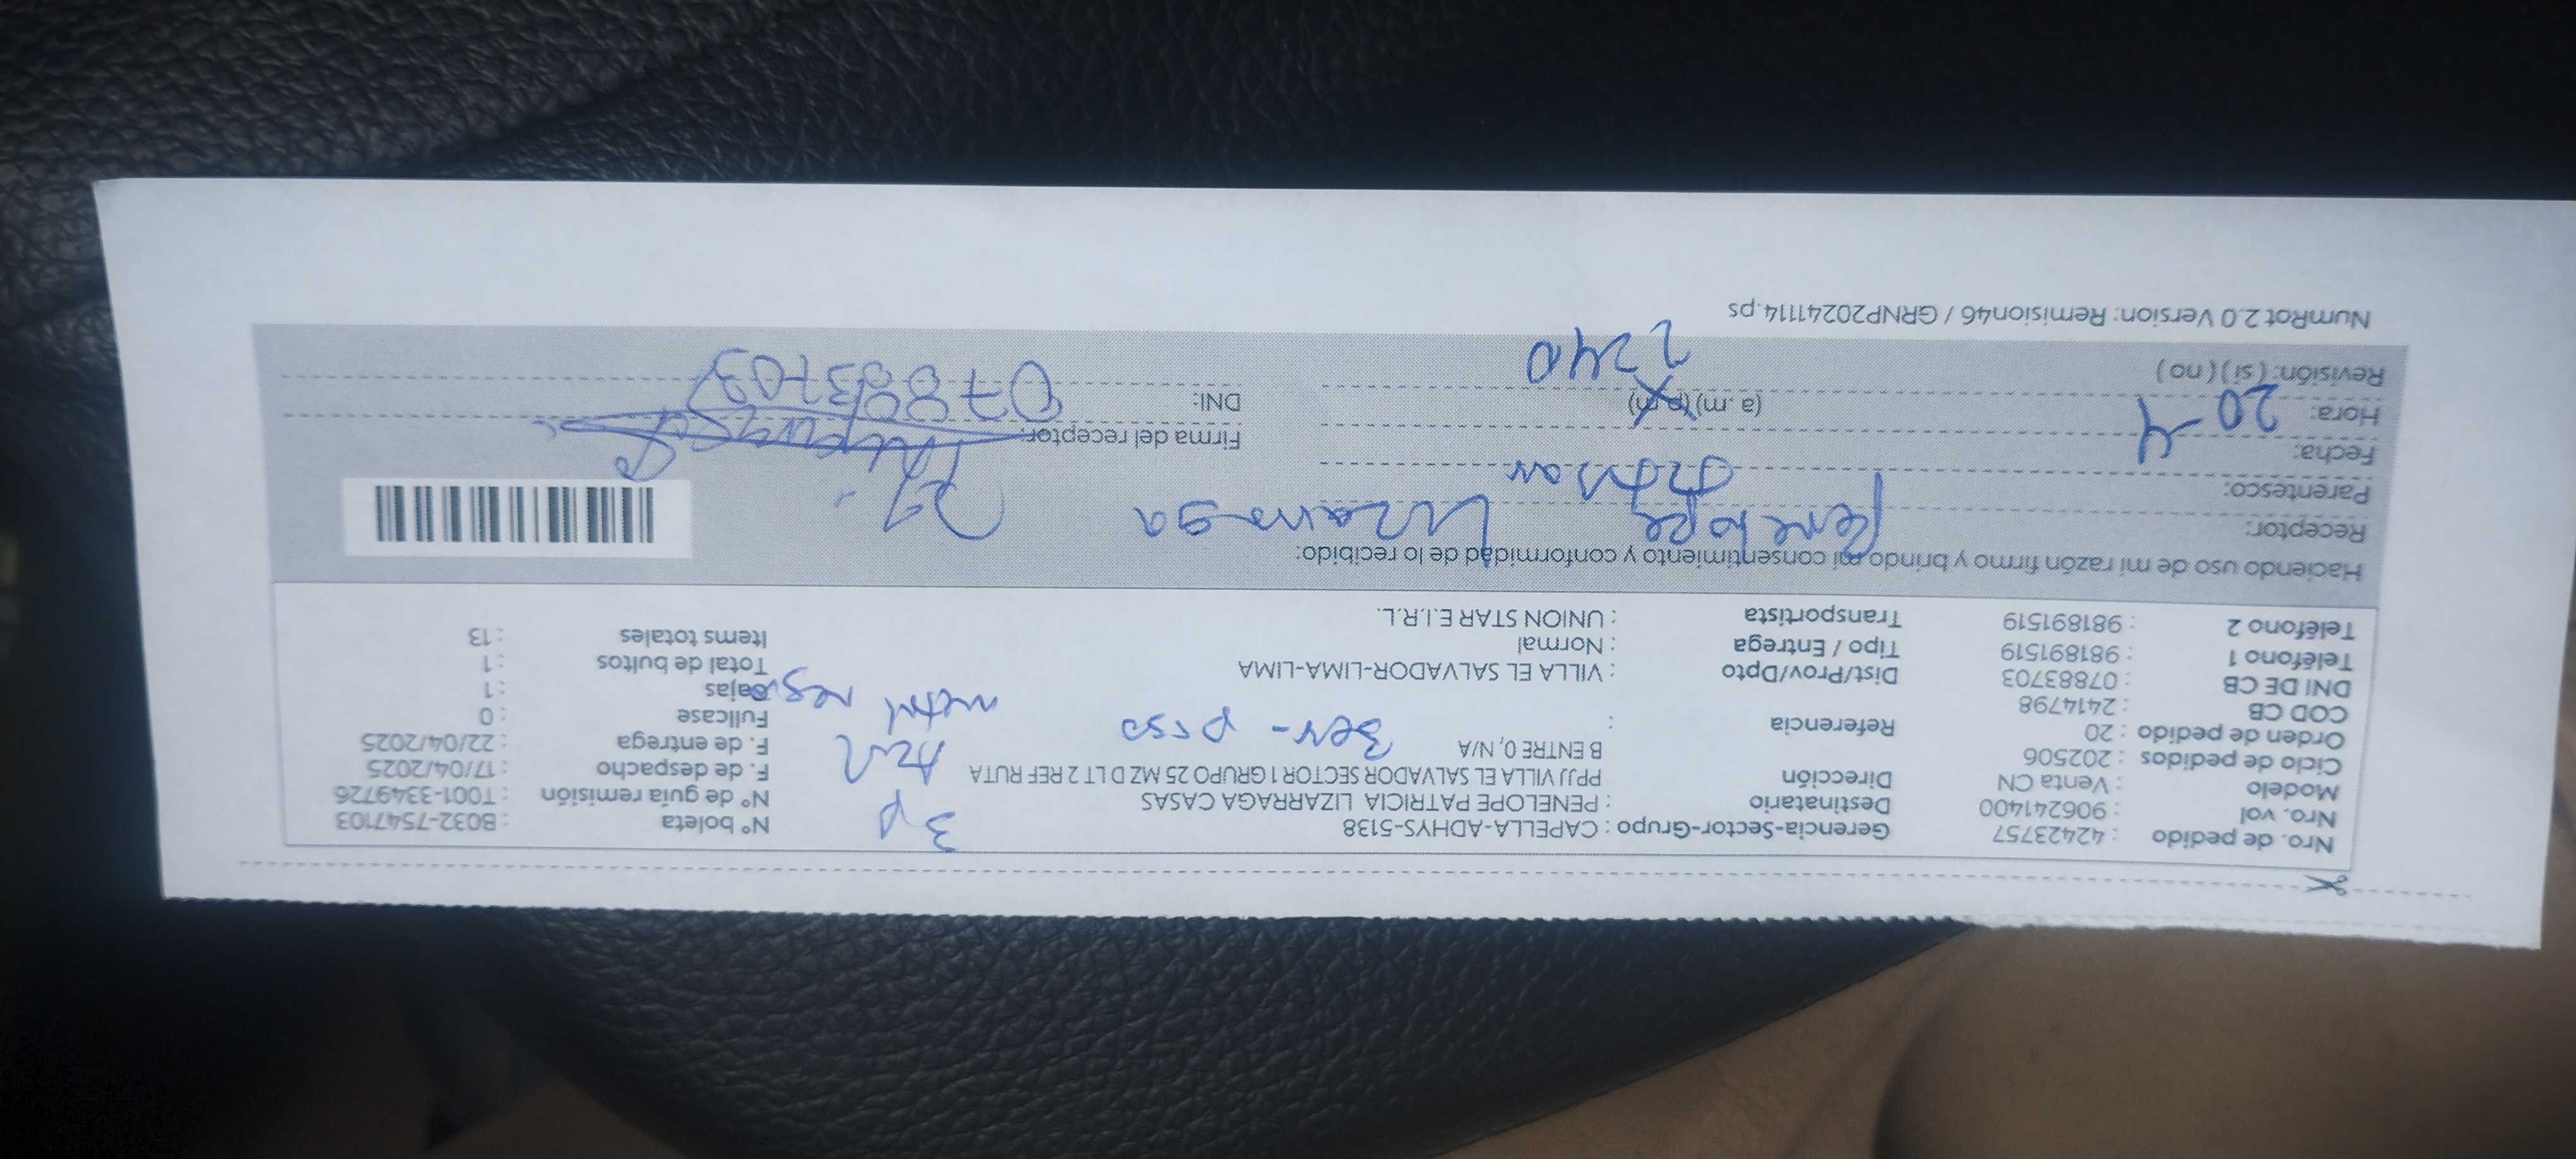 Nro. de pedido : 42423757 Gerencia-Sector-Grupo : CAPELLA-ADHYS-5138 N° boleta : B032-7547103
Nro. vol : 906241400 Destinatario : PENELOPE PATRICIA LIZARRAGA CASAS 3p N° de guía remisión : T001-3349726
Modelo : Venta CN Dirección PPJJ VILLA EL SALVADOR SECTOR 1 GRUPO 25 MZ D LT 2 REF RUTA F. de despacho : 17/04/2025
Ciclo de pedidos : 202506 B ENTRE 0, N/A F. de entrega : 22/04/2025
Orden de pedido : 20 Referencia : 3er piso Fullcase : 0
COD CB : 2414798 Cajas : 1
DNI DE CB : 07883703 Dist/Prov/Dpto : VILLA EL SALVADOR-LIMA-LIMA Total de bultos : 1
Teléfono 1 : 981891519 Tipo / Entrega : Normal Items totales : 13
Teléfono 2 : 981891519 Transportista : UNION STAR E.I.R.L.
Haciendo uso de mi razón firmo y brindo mi consentimiento y conformidad de lo recibido:
Receptor: Penelope Lizarraga
Parentesco: titular
Fecha: 20-4
Firma del receptor:
Hora: (a.m) (p.m) 2240
DNI: 07883703
Revisión: ( si ) ( no )
NumRot 2.0 Version: Remision46 / GRNP20241114.ps